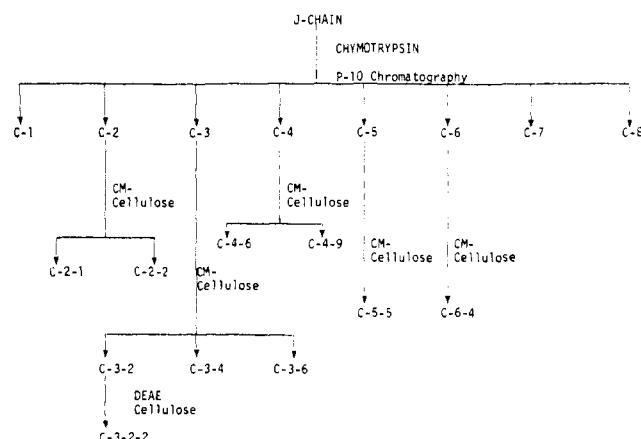 J-CHAIN
CHYMOTRYPSIN
P-10 Chromatography
C-1 C-2 C-3 C-4 C-5 C-6 C-7 C-8
CM-
Cellulose
CM-
Cellulose
C-4-6 C-4-9
CM-
Cellulose
CM-
Cellulose
C-2-1 C-2-2
CM-
Cellulose
C-5-5 C-6-4
C-3-2 C-3-4 C-3-6
DEAE
Cellulose
C-3-2-2